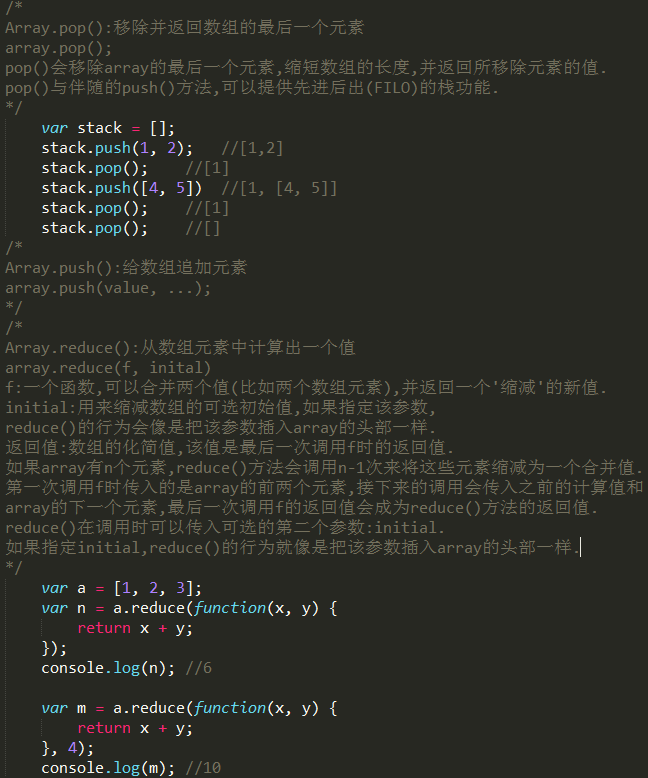 /*
Array.pop():移除并返回数组的最后一个元素
array.pop();
pop()会移除array的最后一个元素,缩短数组的长度,并返回所移除元素的值.
pop()与伴随的push()方法,可以提供先进后出(FILO)的栈功能.
*/
    var stack = [];
    stack.push(1, 2);   //[1,2]
    stack.pop();    //[1]
    stack.push([4, 5])  //[1, [4, 5]]
    stack.pop();    //[1]
    stack.pop();    //[]
/*
Array.push():给数组追加元素
array.push(value, ...);
*/
/*
Array.reduce():从数组元素中计算出一个值
array.reduce(f, inital)
f:一个函数,可以合并两个值(比如两个数组元素),并返回一个'缩减'的新值.
initial:用来缩减数组的可选初始值,如果指定该参数,
reduce()的行为会像是把该参数插入array的头部一样.
返回值:数组的化简值,该值是最后一次调用f时的返回值.
如果array有n个元素,reduce()方法会调用n-1次来将这些元素缩减为一个合并值.
第一次调用f时传入的是array的前两个元素,接下来的调用会传入之前的计算值和
array的下一个元素,最后一次调用f的返回值会成为reduce()方法的返回值.
reduce()在调用时可以传入可选的第二个参数:initial.
如果指定initial,reduce()的行为就像是把该参数插入array的头部一样.
*/
    var a = [1, 2, 3];
    var n = a.reduce(function(x, y) {
        return x + y;
    });
    console.log(n); //6
    var m = a.reduce(function(x, y) {
        return x + y;
    }, 4);
    console.log(m); //10